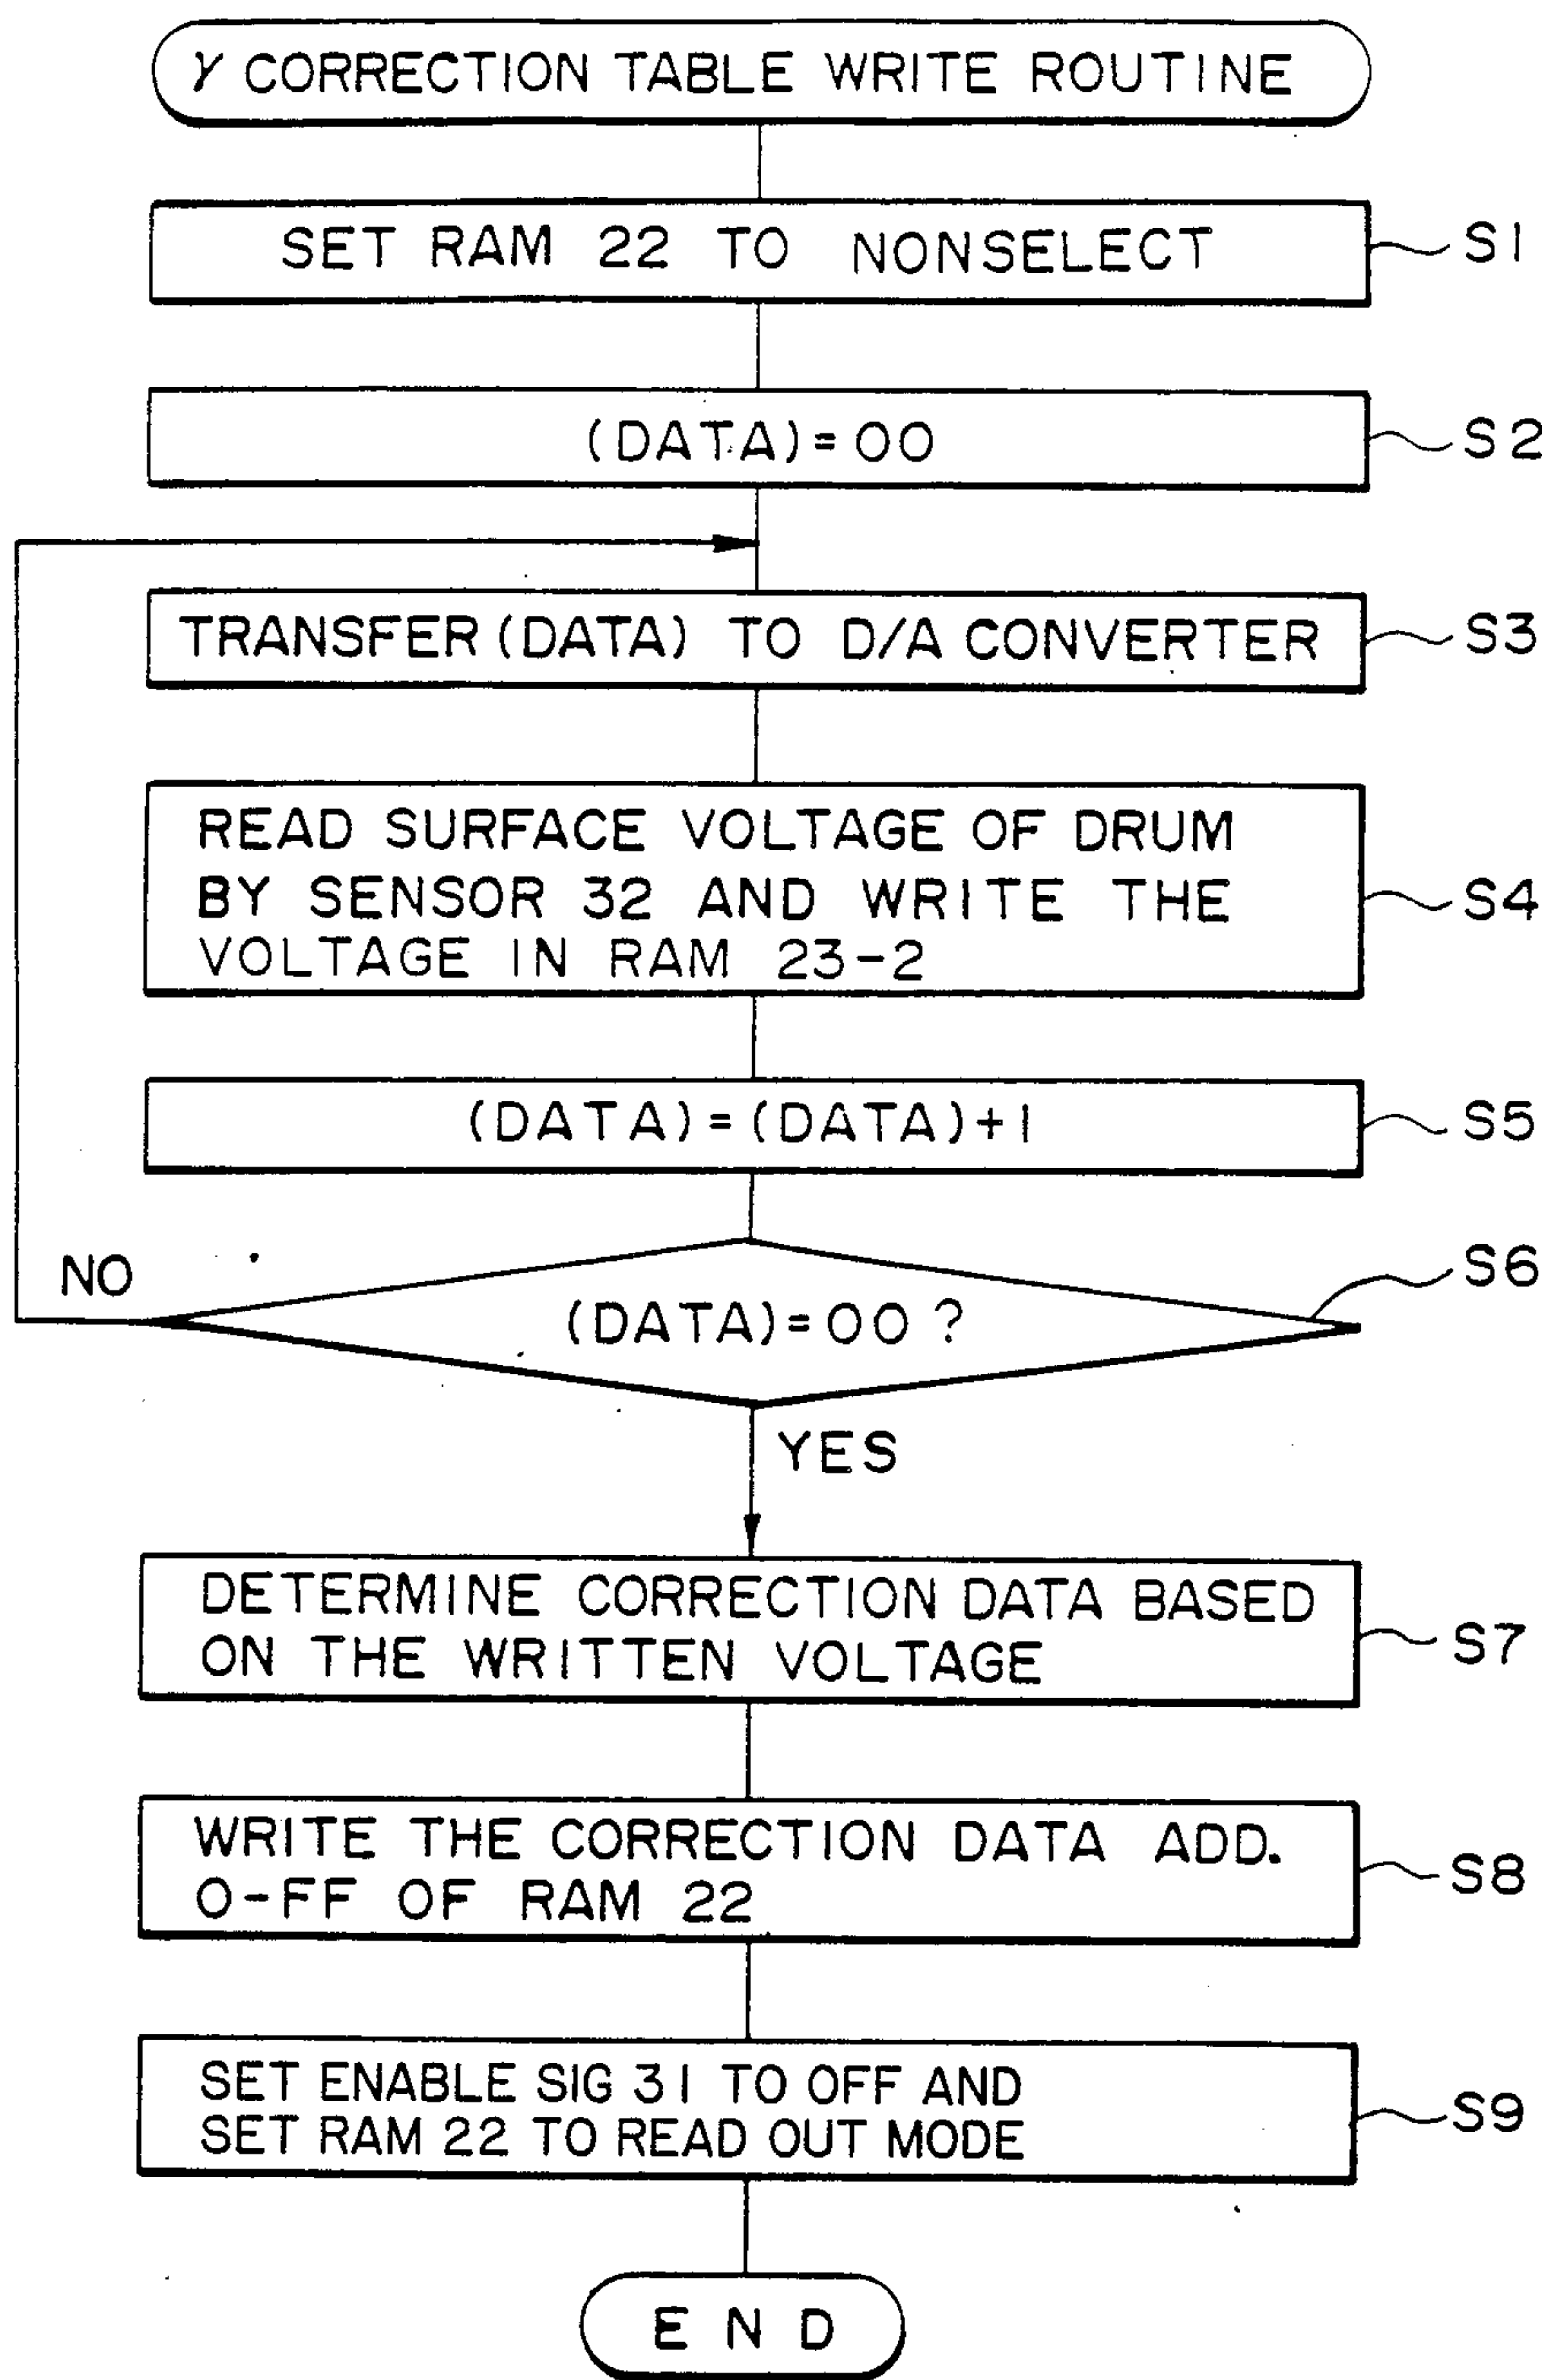 γ CORRECTION TABLE WRITE ROUTINE
SET RAM 22 TO NONSELECT
S1
(DATA)=00
S2
TRANSFER (DATA) TO D/A CONVERTER
S3
READ SURFACE VOLTAGE OF DRUM
BY SENSOR 32 AND WRITE THE
VOLTAGE IN RAM 23-2
S4
(DATA)=(DATA)+1
S5
NO
(DATA)=00?
S6
YES
DETERMINE CORRECTION DATA BASED
ON THE WRITTEN VOLTAGE
S7
WRITE THE CORRECTION DATA ADD.
0-FF OF RAM 22
S8
SET ENABLE SIG 31 TO OFF AND
SET RAM 22 TO READ OUT MODE
S9
END